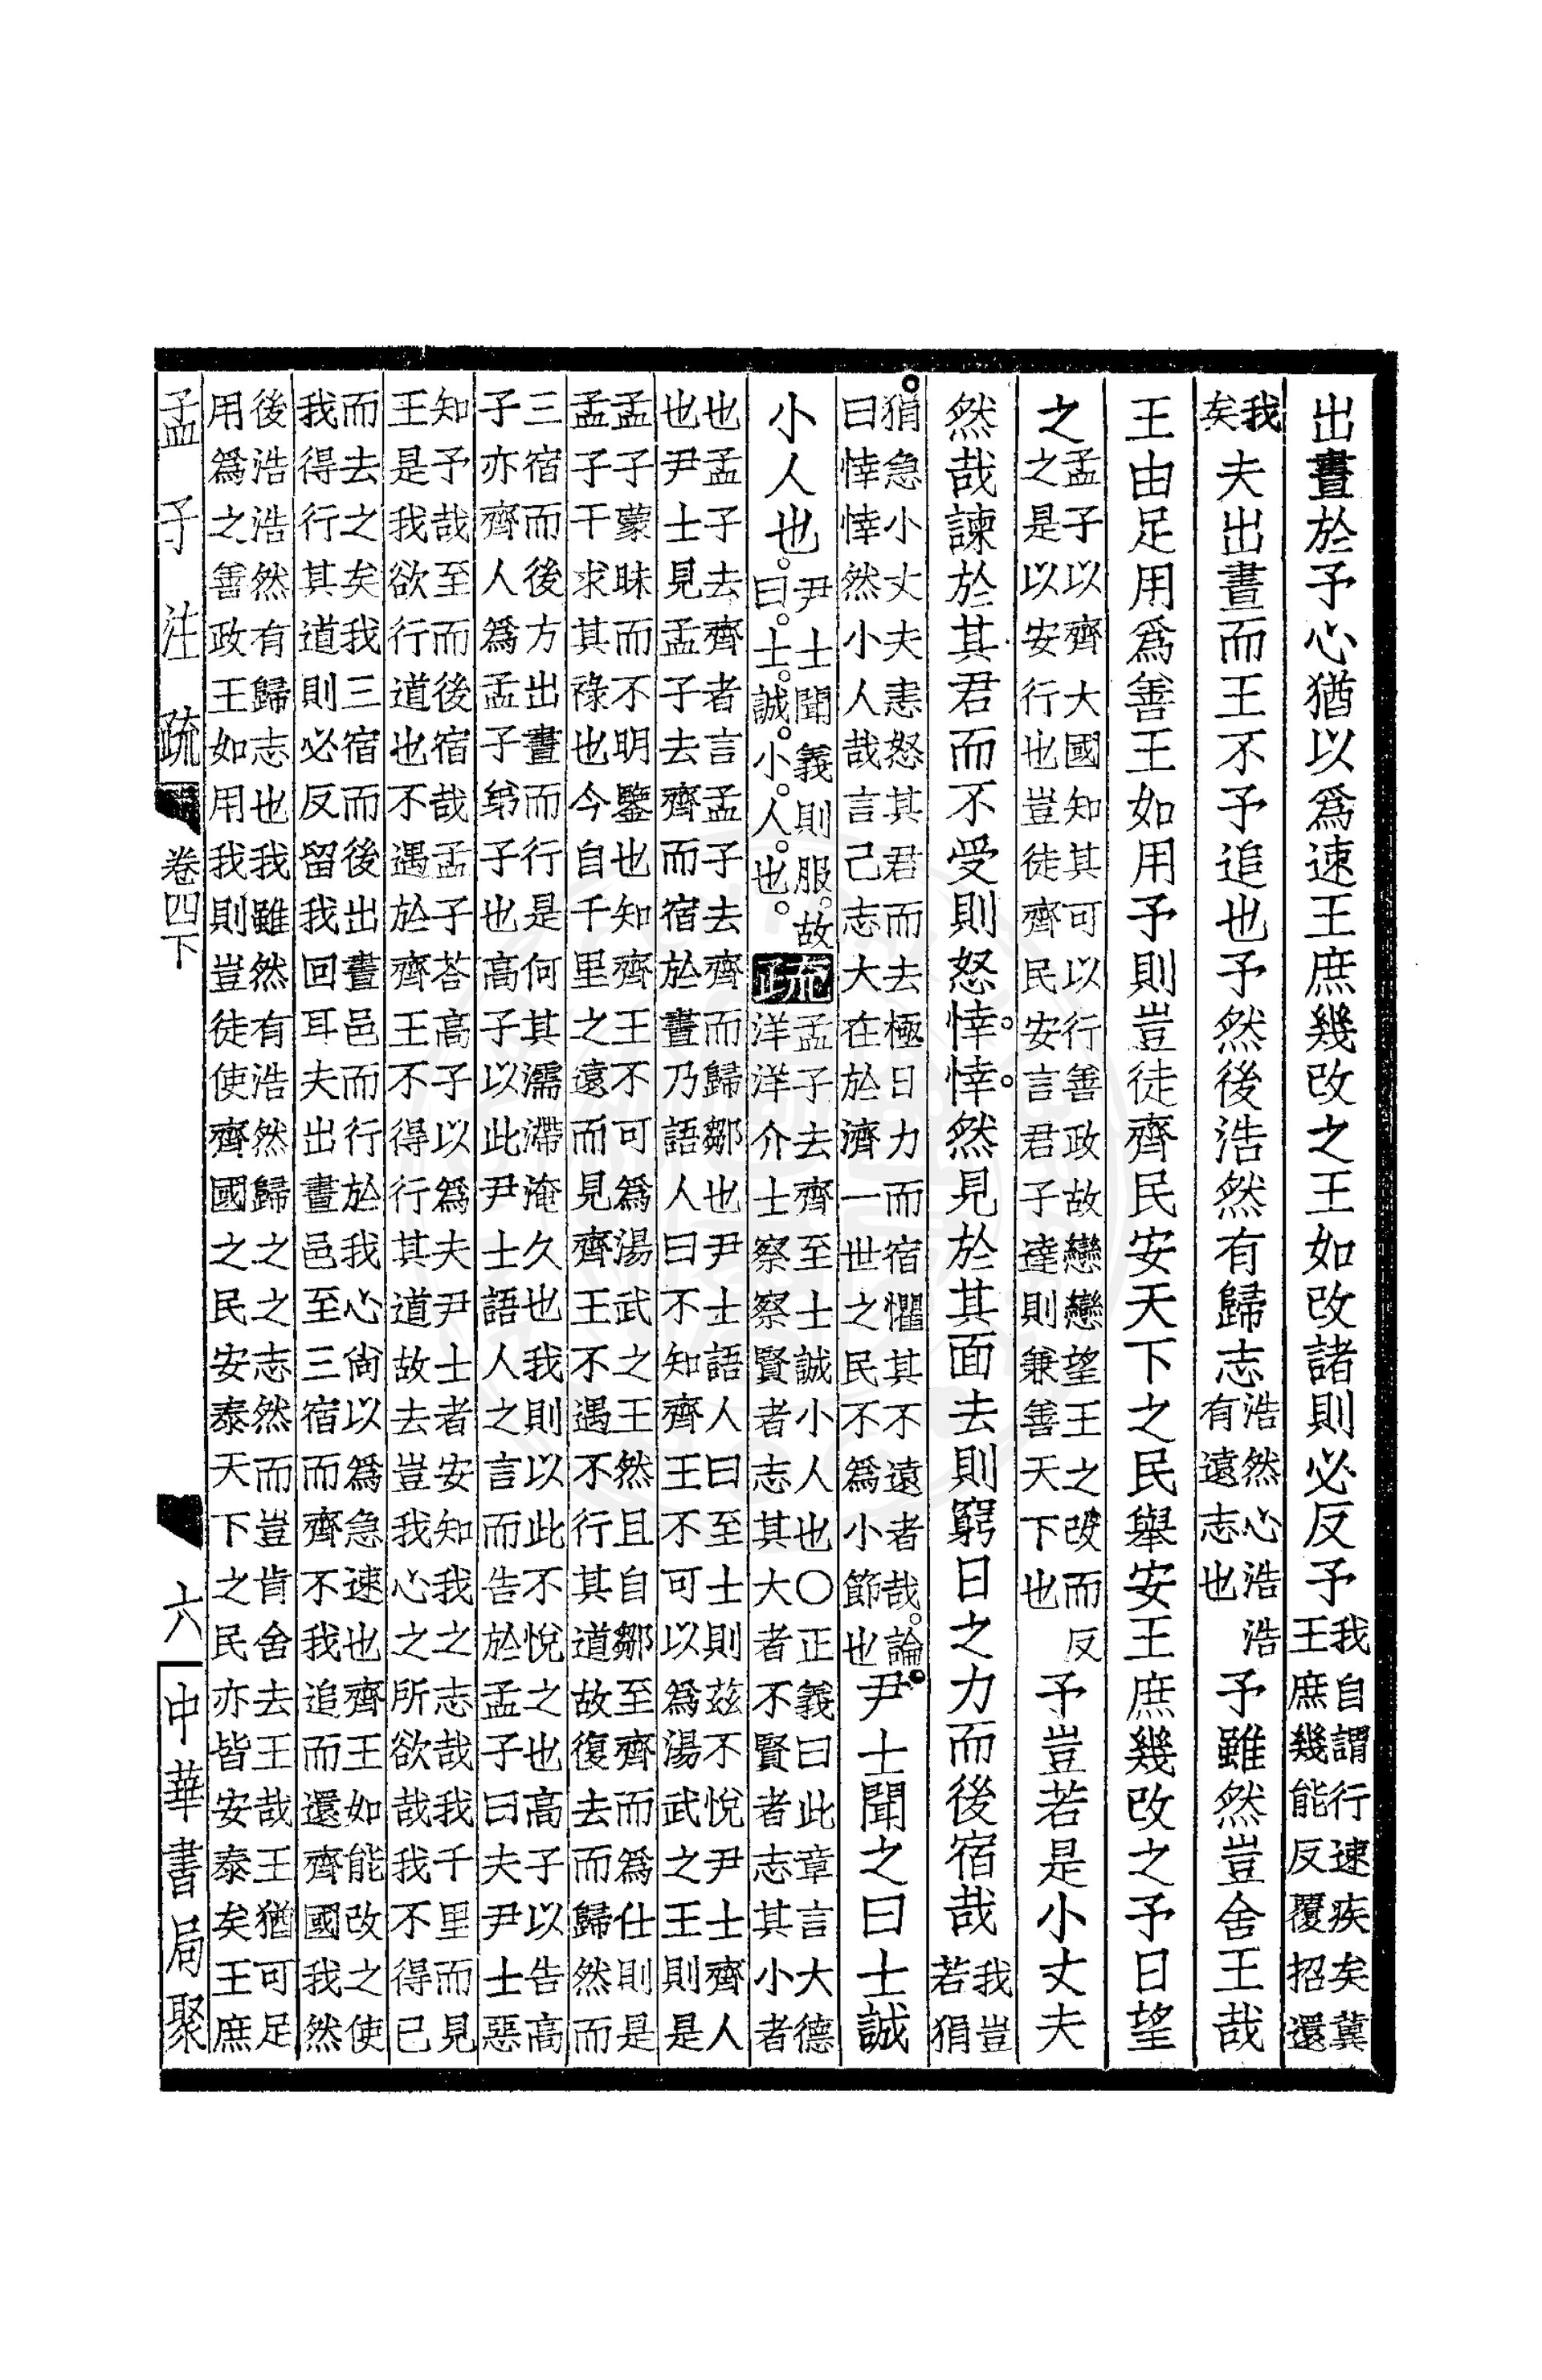 出晝於予心猶以爲速王庶幾改之王如改諸則必反予我自謂行速疾矣冀王庶幾能反覆招還
我矣夫出晝而王不予追也予然後浩然有歸志浩然心浩浩有遠志也予雖然豈舍王哉
王由足用爲善王如用予則豈徒齊民安天下之民舉安王庶幾改之予日望
之孟子以齊大國知其可以行善政故戀戀望王之改而反之是以安行也豈徒齊民安言君子達則兼善天下也予豈若是小丈夫
然哉諫於其君而不受則怒悻悻然見於其面去則窮日之力而後宿哉我豈若狷
狷急小丈夫恚怒其君而去極日力而宿懼其不遠者哉論曰悻悻然小人哉言己志大在於濟一世之民不爲小節也尹士聞之曰士誠
小人也尹士聞義則服故曰士誠小人也疏孟子去齊至士誠小人也○正義曰此章言大德洋洋介士察察賢者志其大者不賢者志其小者
也孟子去齊者言孟子去齊而歸鄒也尹士語人曰至士則茲不悅尹士齊人也尹士見孟子去齊而宿於晝乃語人曰不知齊王不可以爲湯武之王則是
孟子蒙昧而不明鑒也知齊王不可爲湯武之王然且自鄒至齊而爲仕則是孟子干求其祿也今自千里之遠而見齊王不遇不行其道故復去而歸然而
三宿而後方出晝而行是何其濡滯淹久也我則以此不悅之也高子以告高子亦齊人爲孟子弟子也高子以此尹士語人之言而告於孟子曰夫尹士惡
知予哉至而後宿哉孟子荅高子以爲夫尹士者安知我之志哉我千里而見王是我欲行道也不遇於齊王不得行其道故去豈我心之所欲哉我不得已
而去之矣我三宿而後出晝邑而行於我心尙以爲急速也齊王如能改之使我得行其道則必反留我回耳夫出晝邑至三宿而齊不我追而還齊國我然
後浩浩然有歸志也我雖然有浩然歸之之志然而豈肯舍去王哉王猶可足用爲之善政王如用我則豈徒使齊國之民安泰天下之民亦皆安泰矣王庶
孟子注疏 卷四下 六 中華書局聚